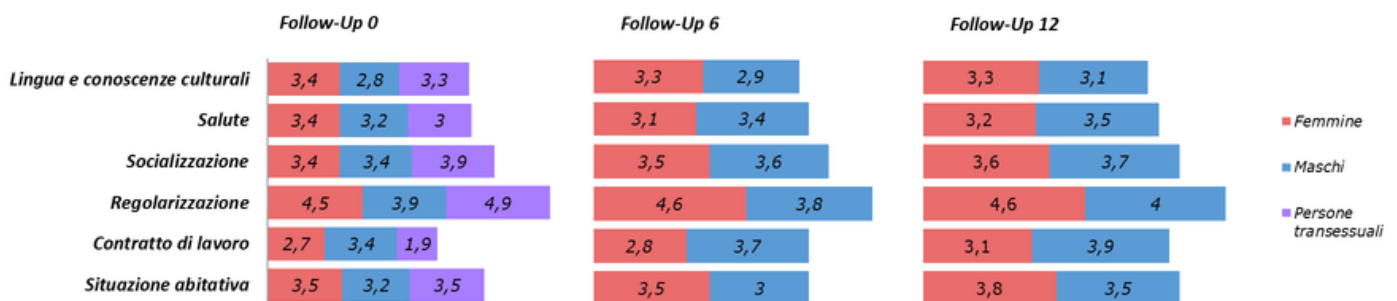 Follow-Up 0 Follow-Up 6 Follow-Up 12
Lingua e conoscenze culturali 3,4 2,8 3,3 3,3 2,9 3,3 3,1
Salute 3,4 3,2 3 3,1 3,4 3,2 3,5
Femmine
Socializzazione 3,4 3,4 3,9 3,5 3,6 3,6 3,7
Maschi
Regolarizzazione 4,5 3,9 4,9 4,6 3,8 4,6 4
Persone
transessuali
Contratto di lavoro 2,7 3,4 1,9 2,8 3,7 3,1 3,9
Situazione abitativa 3,5 3,2 3,5 3,5 3 3,8 3,5